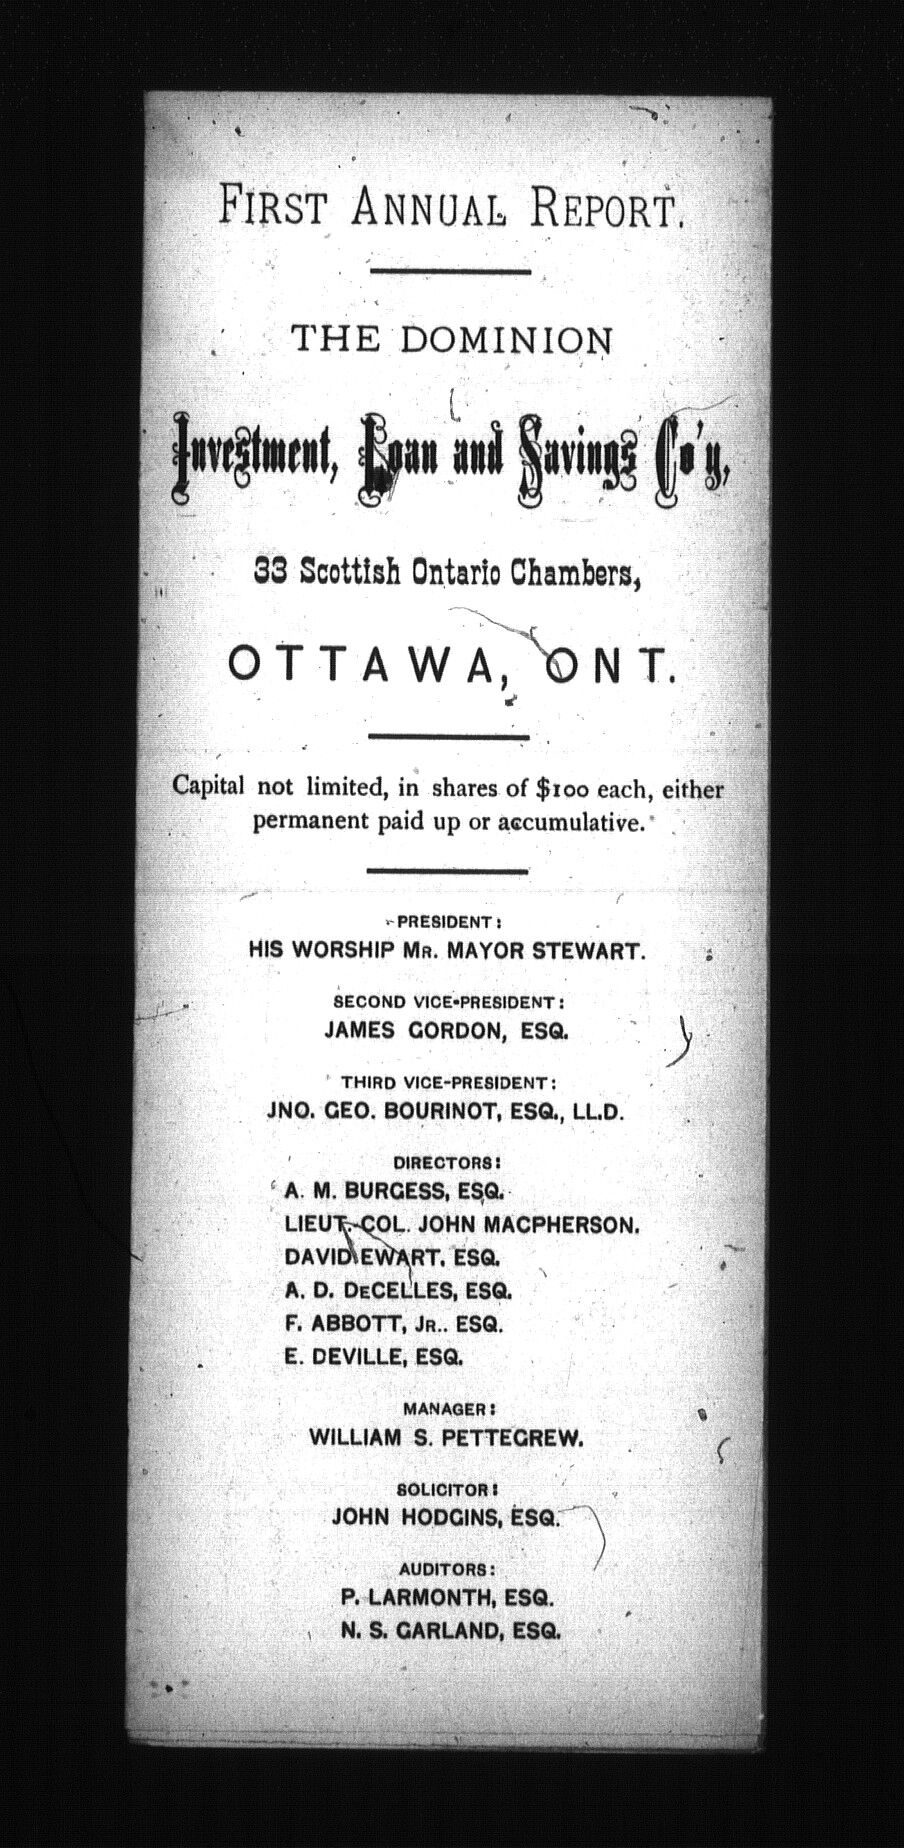 FIRST ANNUAL REPORT.
THE DOMINION
Investment, Loan and Savings Co'y,
33 Scottish Ontario Chambers,
OTTAWA, ONT.
Capital not limited, in shares of $100 each, either
permanent paid up or accumulative.
PRESIDENT:
HIS WORSHIP MR. MAYOR STEWART.
SECOND VICE-PRESIDENT:
JAMES GORDON, ESQ.
THIRD VICE-PRESIDENT:
JNO. GEO. BOURINOT, ESQ., LL.D.
DIRECTORS:
A. M. BURGESS, ESQ.
LIEUT.-COL. JOHN MACPHERSON.
DAVID EWART, ESQ.
A. D. DECELLES, ESQ.
F. ABBOTT, JR.. ESQ.
E. DEVILLE, ESQ.
MANAGER:
WILLIAM S. PETTEGREW.
SOLICITOR:
JOHN HODGINS, ESQ.
AUDITORS:
P. LARMONTH, ESQ.
N. S. GARLAND, ESQ.